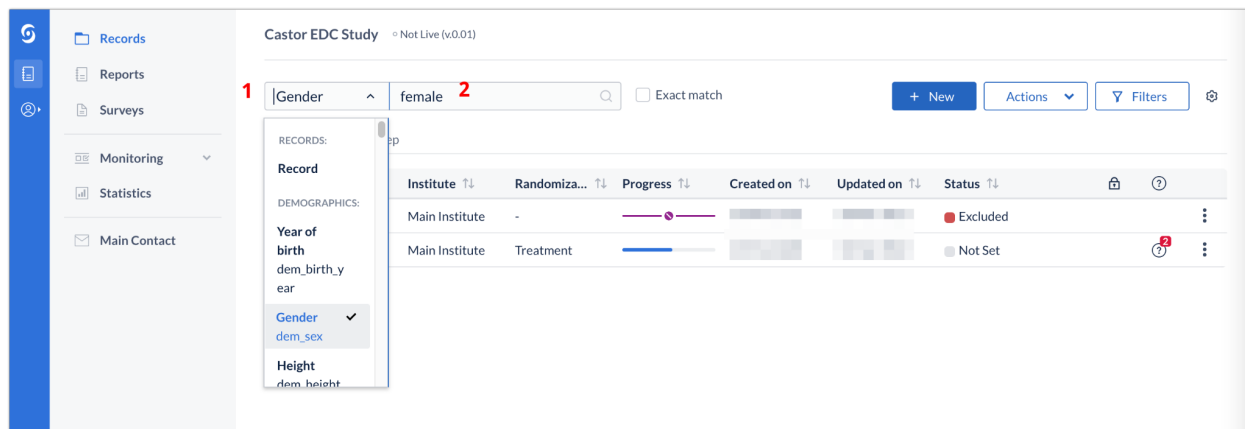 Records
Reports
Surveys
Monitoring
Statistics
Main Contact
Castor EDC Study Not Live (v.0.01)
1 Gender female 2 Exact match + New Actions Filters
ep
RECORDS:
Record
DEMOGRAPHICS:
Year of
birth
dem_birth_y
ear
Gender
dem_sex
Height
dem_height
Institute Randomiza... Progress Created on Updated on Status
Main Institute - Excluded
Main Institute Treatment Not Set 2